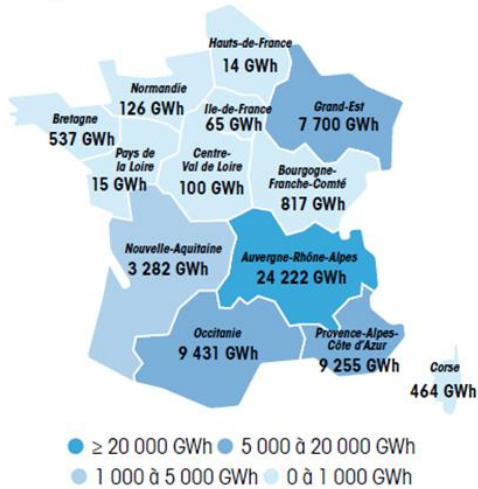 Hauts-de-France
14 GWh
Normandie
126 GWh
Ile-de-France
65 GWh
Grand-Est
7 700 GWh
Bretagne
537 GWh
Pays de
la Loire
15 GWh
Centre-
Val de Loire
100 GWh
Bourgogne-
Franche-Comté
817 GWh
Nouvelle-Aquitaine
3 282 GWh
Auvergne-Rhône-Alpes
24 222 GWh
Occitanie
9 431 GWh
Provence-Alpes-
Côte d'Azur
9 255 GWh
Corse
464 GWh
≥ 20 000 GWh
5 000 à 20 000 GWh
1 000 à 5 000 GWh
0 à 1 000 GWh